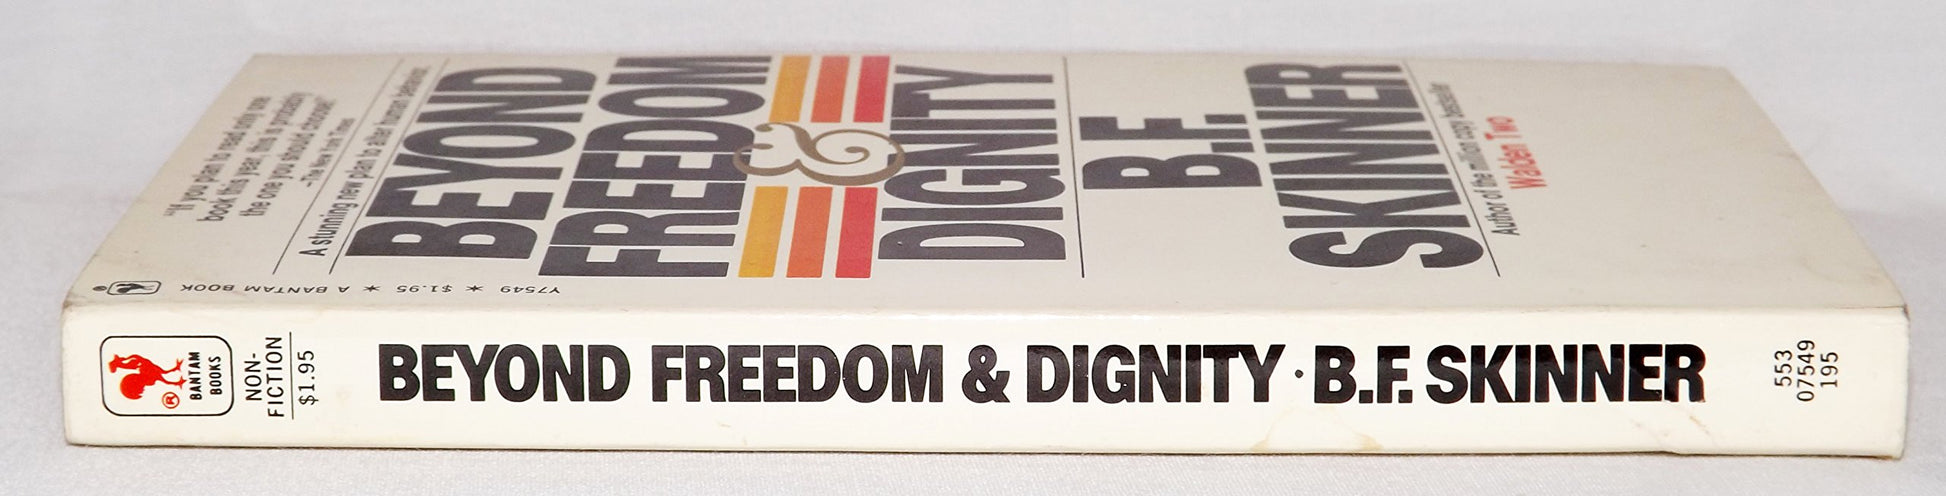 "If you plan to read only one
book this year, this is probably
the one you should choose."
—The New York Times
A stunning new plan to alter human behavior
BEYOND
FREEDOM
&
DIGNITY
B.F.
SKINNER
Author of the million copy bestseller
Walden Two
Y7549 * $1.95 * A BANTAM BOOK
®
BANTAM
BOOKS
NON-
FICTION
$1.95
BEYOND FREEDOM & DIGNITY · B.F. SKINNER
553
07549
195